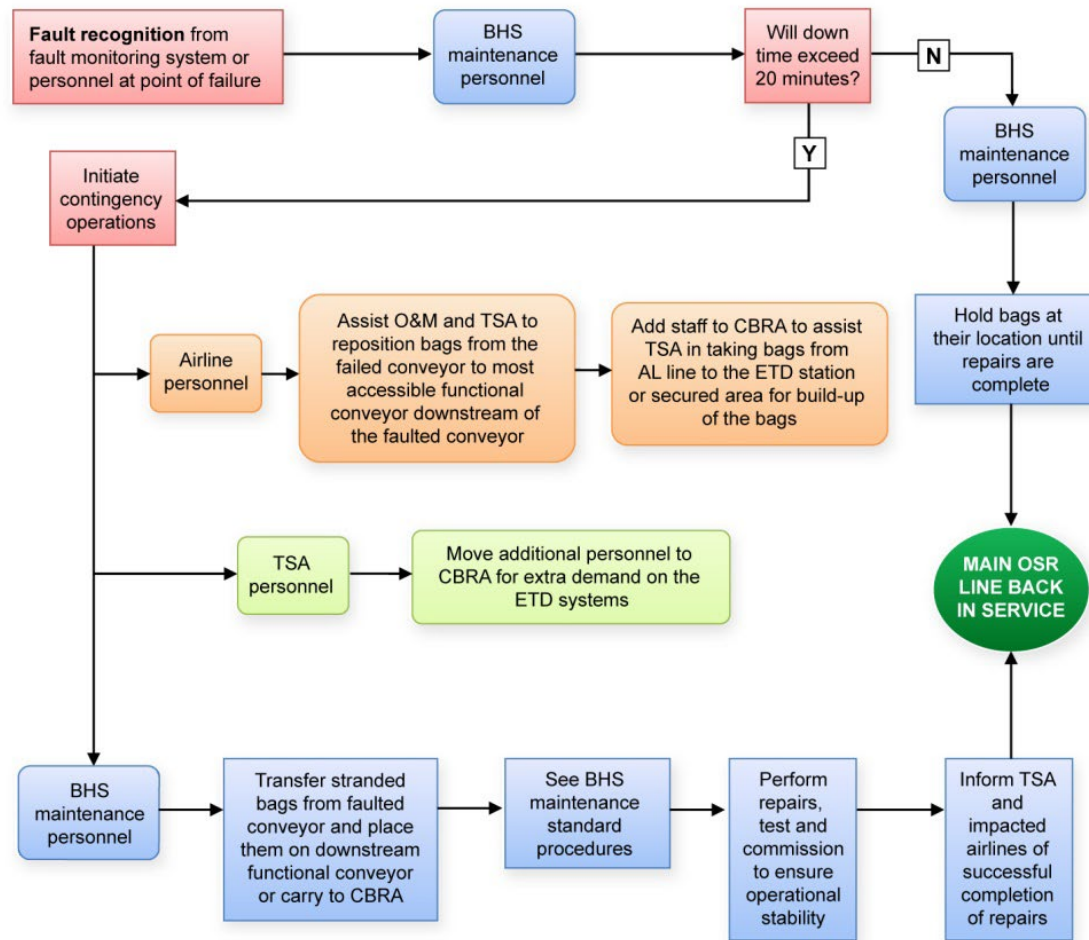 Fault recognition from
fault monitoring system or
personnel at point of failure
BHS
maintenance
personnel
Will down
time exceed
20 minutes?
N
BHS
maintenance
personnel
Y
Initiate
contingency
operations
Hold bags at
their location until
repairs are
complete
Airline
personnel
Assist O&M and TSA to
reposition bags from the
failed conveyor to most
accessible functional
conveyor downstream of
the faulted conveyor
Add staff to CBRA to assist
TSA in taking bags from
AL line to the ETD station
or secured area for build-up
of the bags
TSA
personnel
Move additional personnel to
CBRA for extra demand on the
ETD systems
MAIN OSR
LINE BACK
IN SERVICE
BHS
maintenance
personnel
Transfer stranded
bags from faulted
conveyor and place
them on downstream
functional conveyor
or carry to CBRA
See BHS
maintenance
standard
procedures
Perform
repairs,
test and
commission
to ensure
operational
stability
Inform TSA
and
impacted
airlines of
successful
completion
of repairs